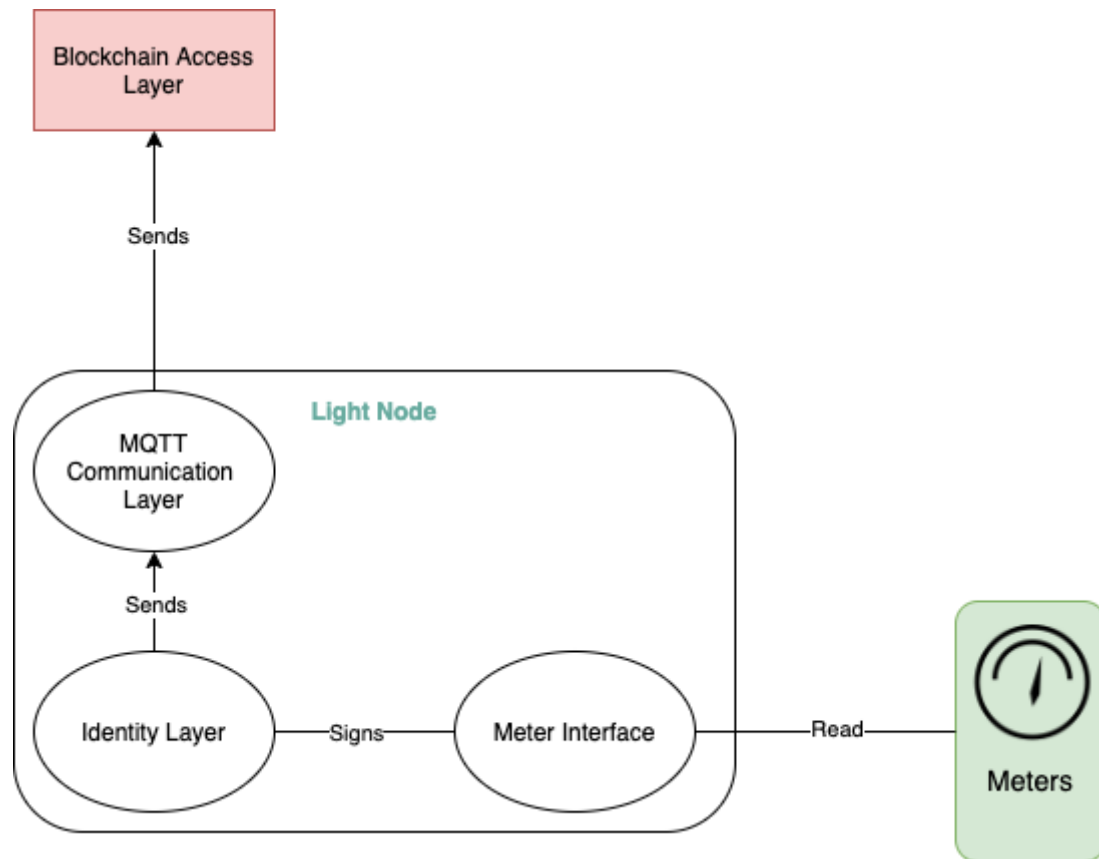 Blockchain Access
Layer
Sends
Light Node
MQTT
Communication
Layer
Sends
Identity Layer
Signs
Meter Interface
Read
Meters